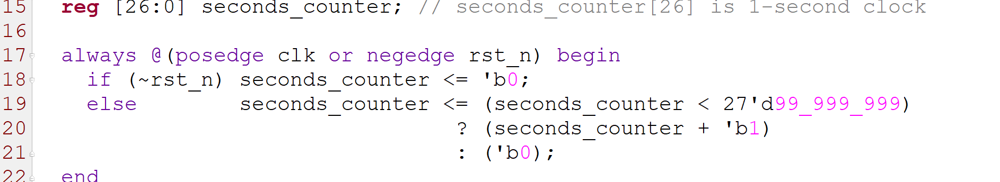 15 reg [26:0] seconds_counter; // seconds_counter[26] is 1-second clock
16
17 always @(posedge clk or negedge rst_n) begin
18 if (~rst_n) seconds_counter <= 'b0;
19 else seconds_counter <= (seconds_counter < 27'd99_999_999)
20 ? (seconds_counter + 'b1)
21 : ('b0);
22 end